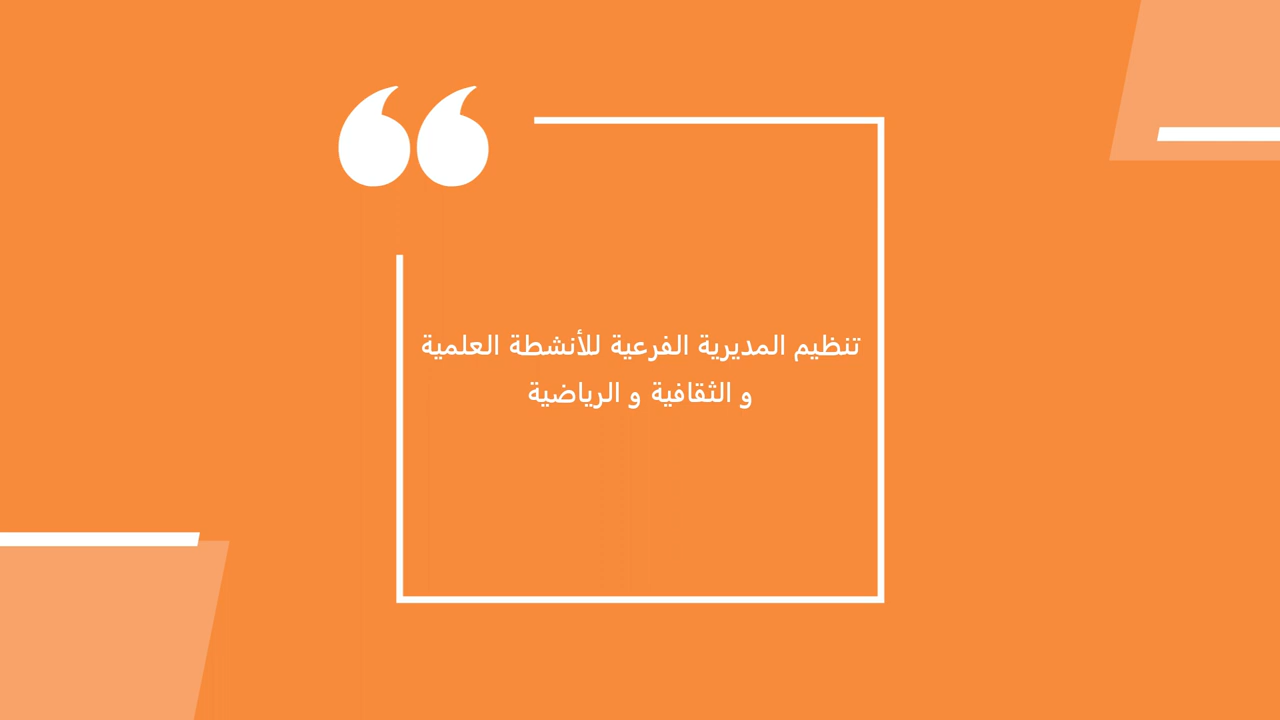 تنظيم المديرية الفرعية للأنشطة العلمية
و الثقافية و الرياضية